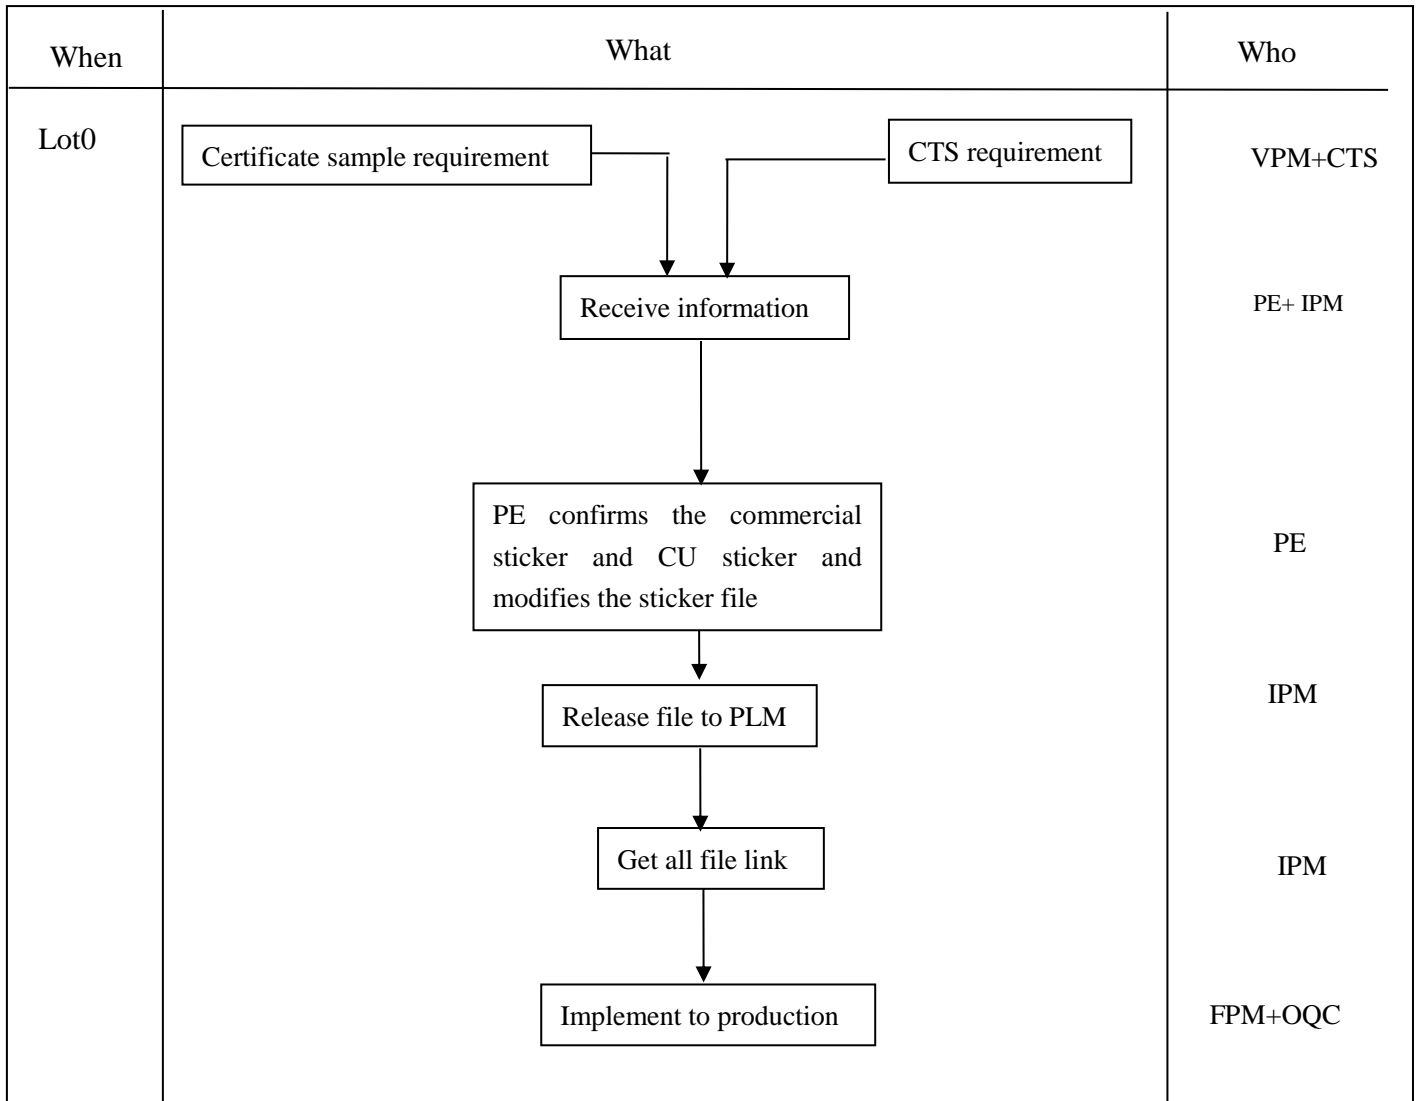 When
What
Who
Lot0
Certificate sample requirement
CTS requirement
VPM+CTS
Receive information
PE+ IPM
PE confirms the commercial
sticker and CU sticker and
modifies the sticker file
PE
Release file to PLM
IPM
Get all file link
IPM
Implement to production
FPM+OQC